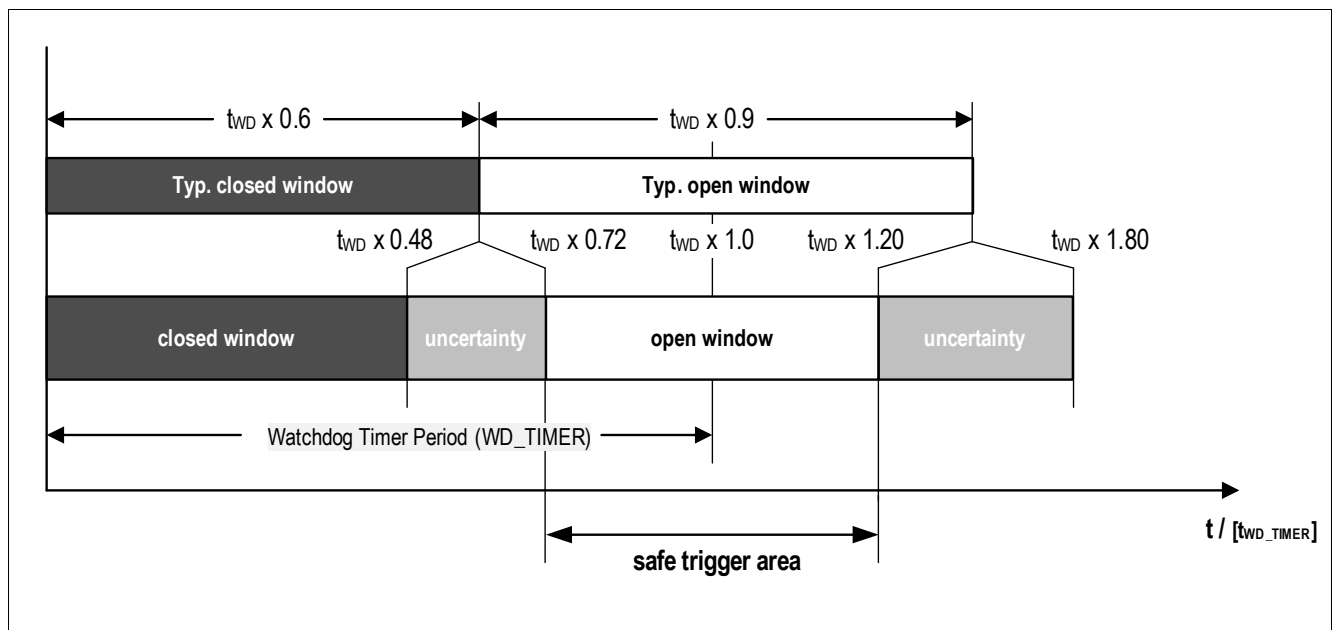 tWD x 0.6
tWD x 0.9
Typ. closed window
Typ. open window
tWD x 0.48
tWD x 0.72
tWD x 1.0
tWD x 1.20
tWD x 1.80
closed window
uncertainty
open window
uncertainty
Watchdog Timer Period (WD_TIMER)
t / [tWD_TIMER]
safe trigger area